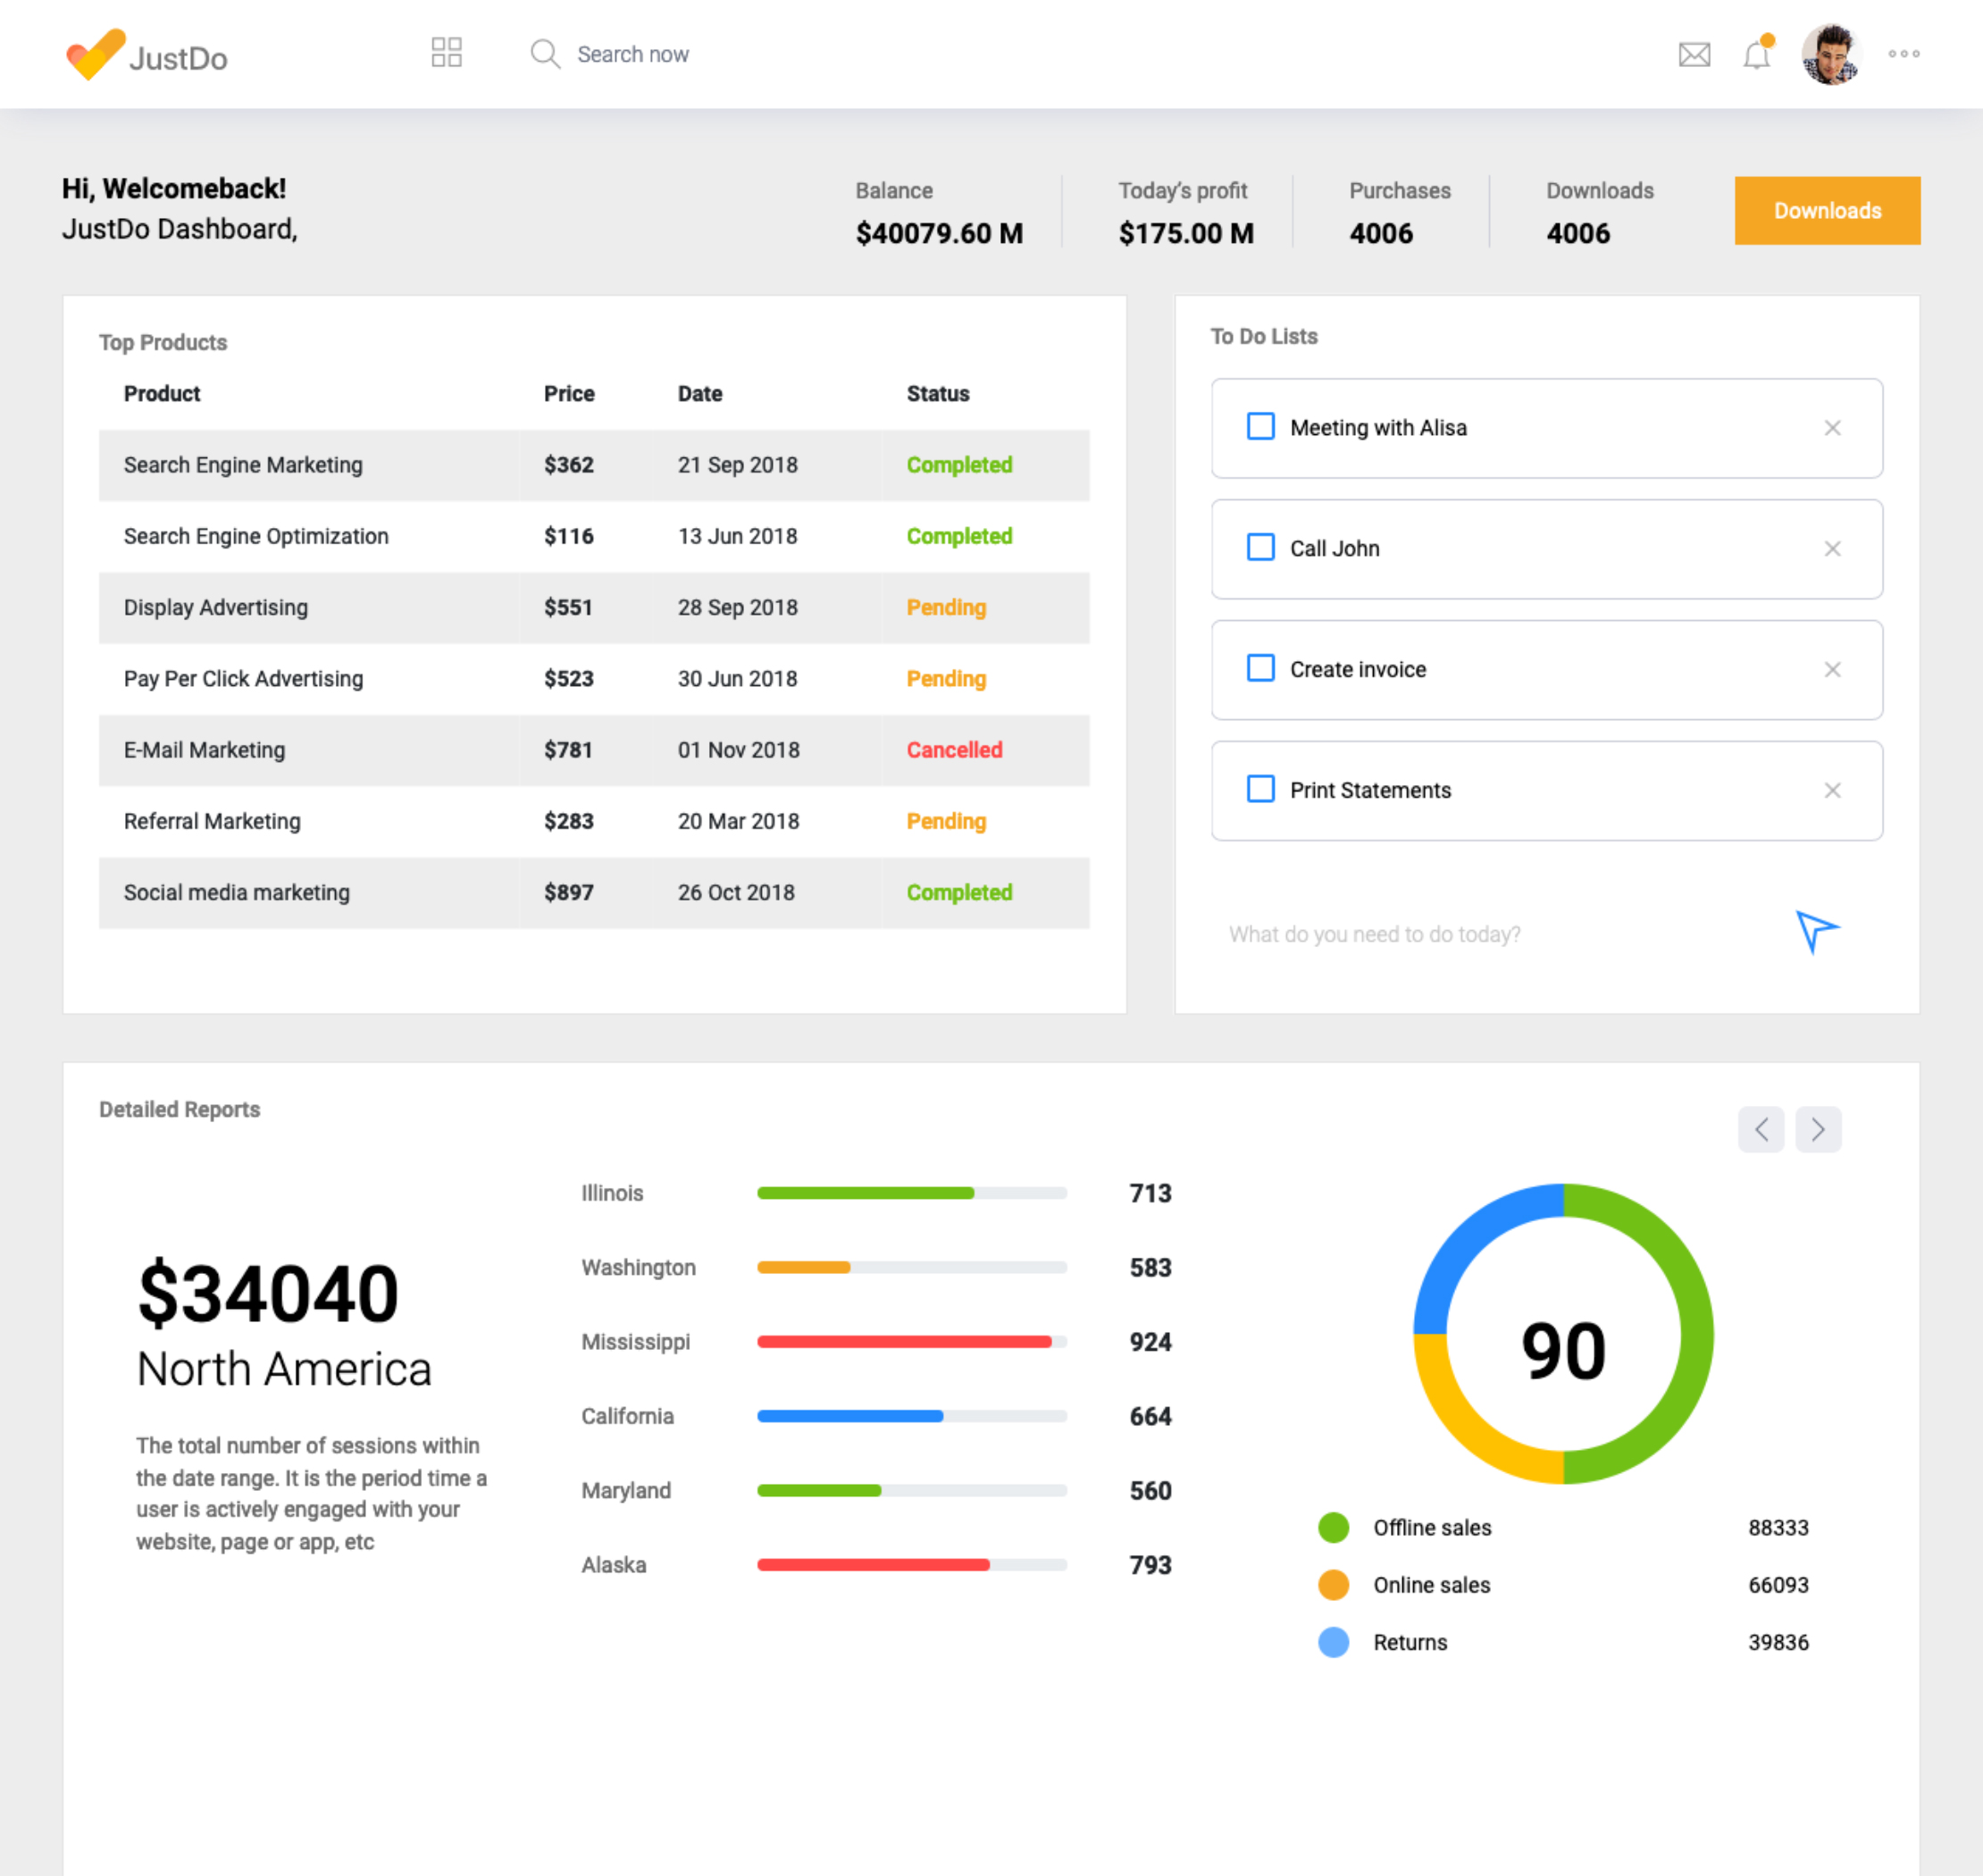 JustDo
Search now
Hi, Welcomeback!
JustDo Dashboard,
Balance
$40079.60 M
Today's profit
$175.00 M
Purchases
4006
Downloads
4006
Downloads
Top Products
Product Price Date Status
Search Engine Marketing $362 21 Sep 2018 Completed
Search Engine Optimization $116 13 Jun 2018 Completed
Display Advertising $551 28 Sep 2018 Pending
Pay Per Click Advertising $523 30 Jun 2018 Pending
E-Mail Marketing $781 01 Nov 2018 Cancelled
Referral Marketing $283 20 Mar 2018 Pending
Social media marketing $897 26 Oct 2018 Completed
To Do Lists
Meeting with Alisa
Call John
Create invoice
Print Statements
What do you need to do today?
Detailed Reports
$34040
North America
The total number of sessions within
the date range. It is the period time a
user is actively engaged with your
website, page or app, etc
Illinois 713
Washington 583
Mississippi 924
California 664
Maryland 560
Alaska 793
90
Offline sales 88333
Online sales 66093
Returns 39836